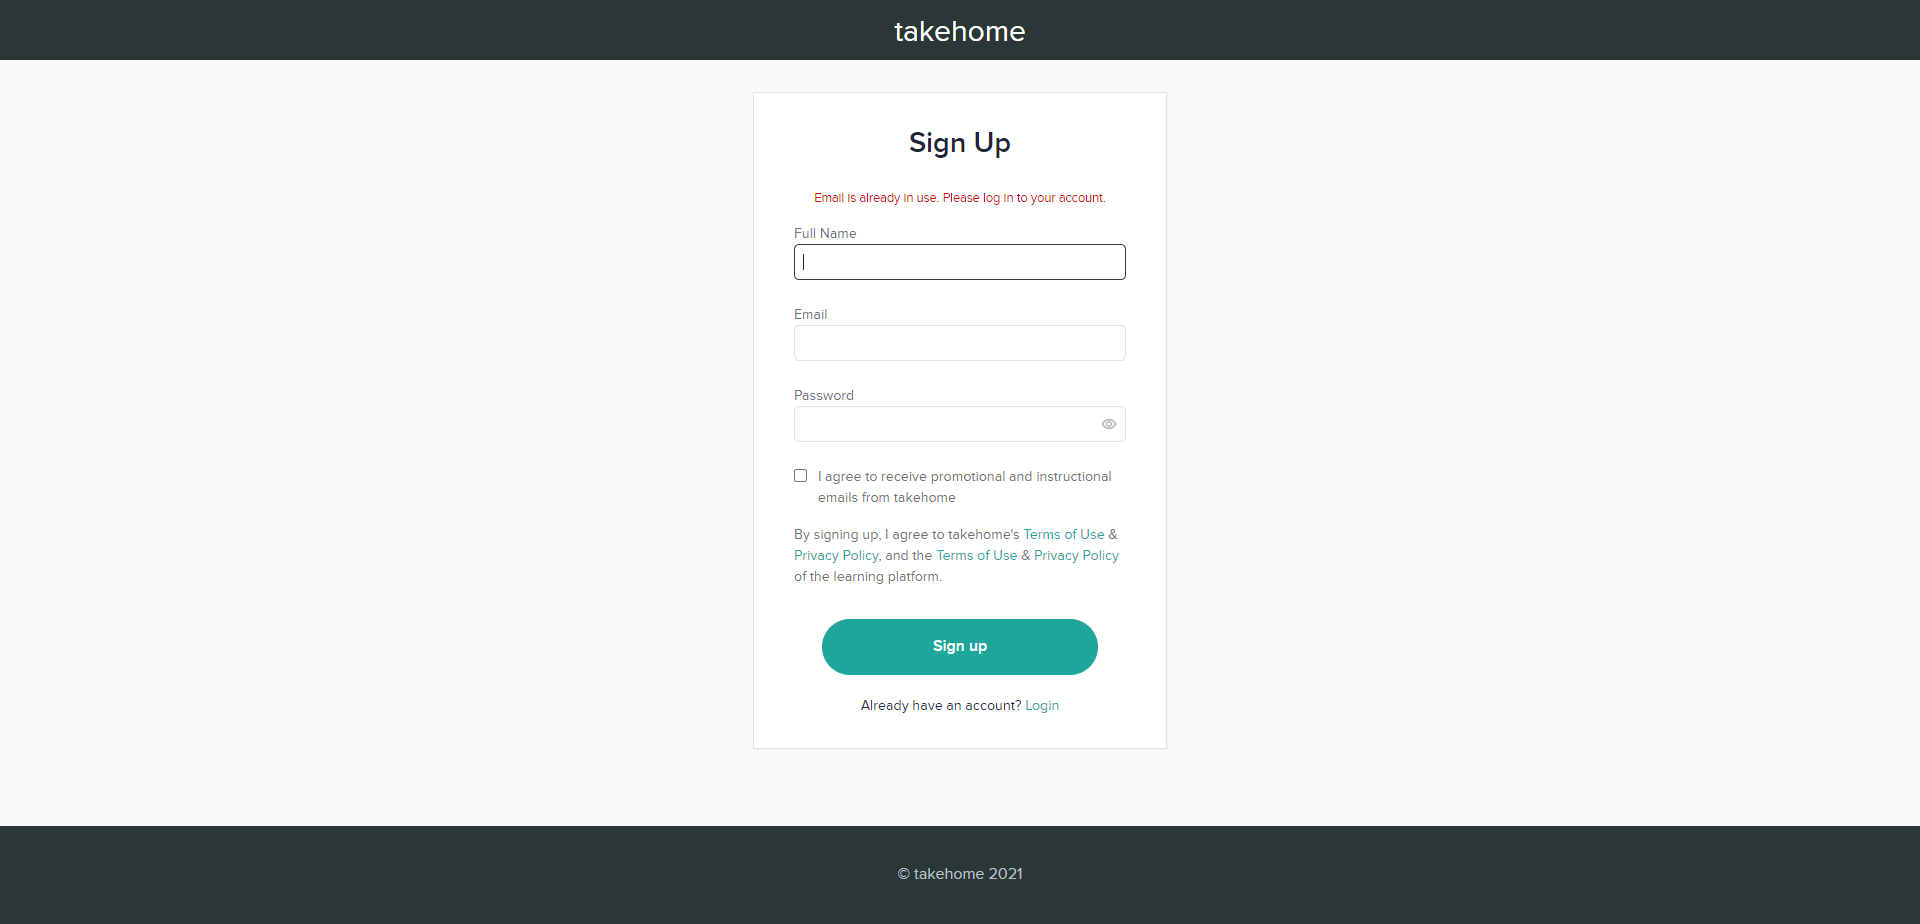 takehome
Sign Up
Email is already in use. Please log in to your account.
Full Name
Email
Password
I agree to receive promotional and instructional
emails from takehome
By signing up, I agree to takehome's Terms of Use &
Privacy Policy, and the Terms of Use & Privacy Policy
of the learning platform.
Sign up
Already have an account? Login
© takehome 2021